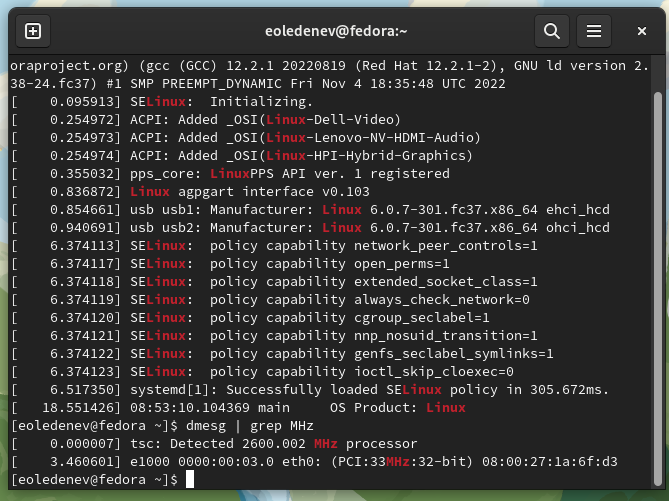 eoledenev@fedora:~
oraproject.org) (gcc (GCC) 12.2.1 20220819 (Red Hat 12.2.1-2), GNU ld version 2.
38-24.fc37) #1 SMP PREEMPT_DYNAMIC Fri Nov 4 18:35:48 UTC 2022
[    0.095913] SELinux:  Initializing.
[    0.254972] ACPI: Added _OSI(Linux-Dell-Video)
[    0.254973] ACPI: Added _OSI(Linux-Lenovo-NV-HDMI-Audio)
[    0.254974] ACPI: Added _OSI(Linux-HPI-Hybrid-Graphics)
[    0.355032] pps_core: LinuxPPS API ver. 1 registered
[    0.836872] Linux agpgart interface v0.103
[    0.854661] usb usb1: Manufacturer: Linux 6.0.7-301.fc37.x86_64 ehci_hcd
[    0.940691] usb usb2: Manufacturer: Linux 6.0.7-301.fc37.x86_64 ohci_hcd
[    6.374113] SELinux:  policy capability network_peer_controls=1
[    6.374117] SELinux:  policy capability open_perms=1
[    6.374118] SELinux:  policy capability extended_socket_class=1
[    6.374119] SELinux:  policy capability always_check_network=0
[    6.374120] SELinux:  policy capability cgroup_seclabel=1
[    6.374121] SELinux:  policy capability nnp_nosuid_transition=1
[    6.374122] SELinux:  policy capability genfs_seclabel_symlinks=1
[    6.374123] SELinux:  policy capability ioctl_skip_cloexec=0
[    6.517350] systemd[1]: Successfully loaded SELinux policy in 305.672ms.
[   18.551426] 08:53:10.104369 main     OS Product: Linux
[eoledenev@fedora ~]$ dmesg | grep MHz
[    0.000007] tsc: Detected 2600.002 MHz processor
[    3.460601] e1000 0000:00:03.0 eth0: (PCI:33MHz:32-bit) 08:00:27:1a:6f:d3
[eoledenev@fedora ~]$